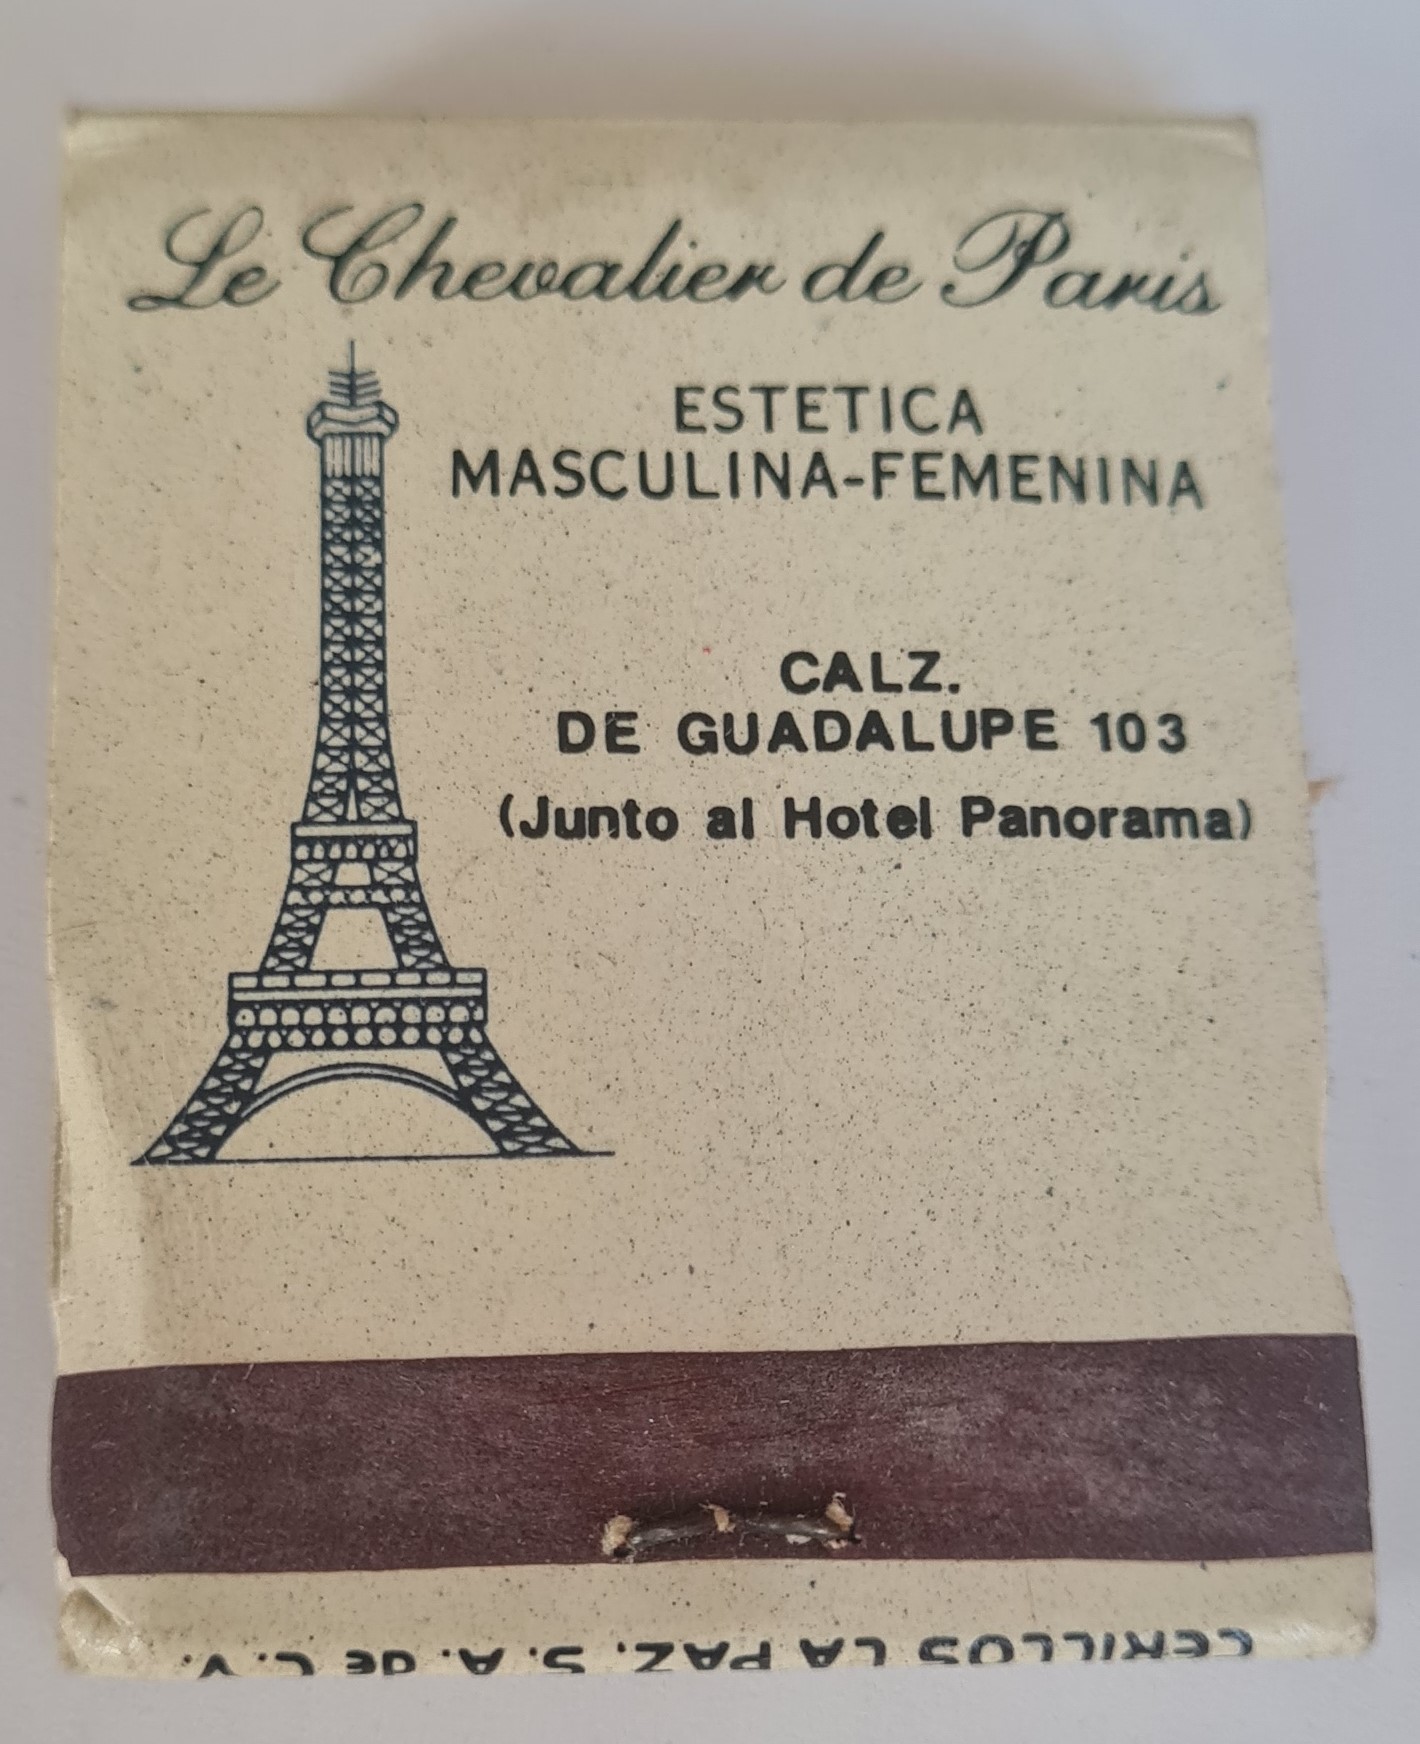 Le Chevalier de Paris
ESTETICA
MASCULINA-FEMENINA
CALZ.
DE GUADALUPE 103
(Junto al Hotel Panorama)
CERILLOS LA PAZ. S. A. de C.V.